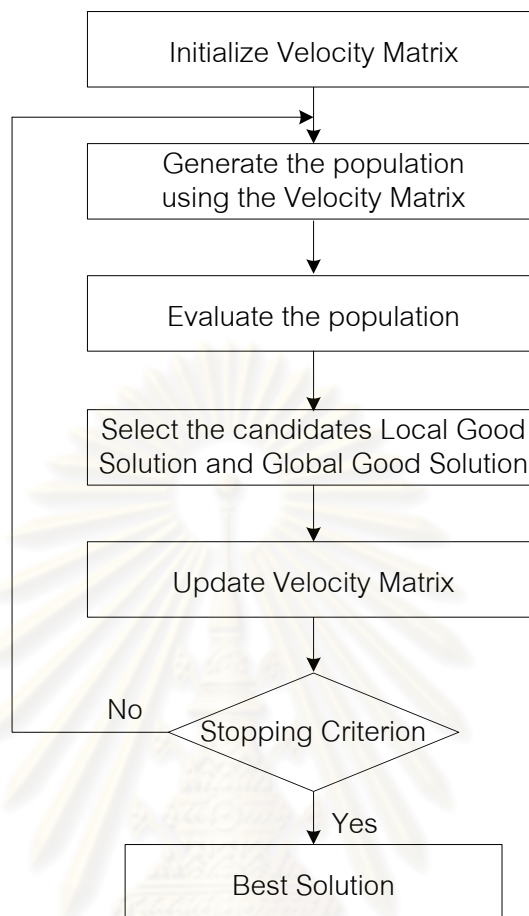 Initialize Velocity Matrix
Generate the population
using the Velocity Matrix
Evaluate the population
Select the candidates Local Good
Solution and Global Good Solution
Update Velocity Matrix
No
Stopping Criterion
Yes
Best Solution